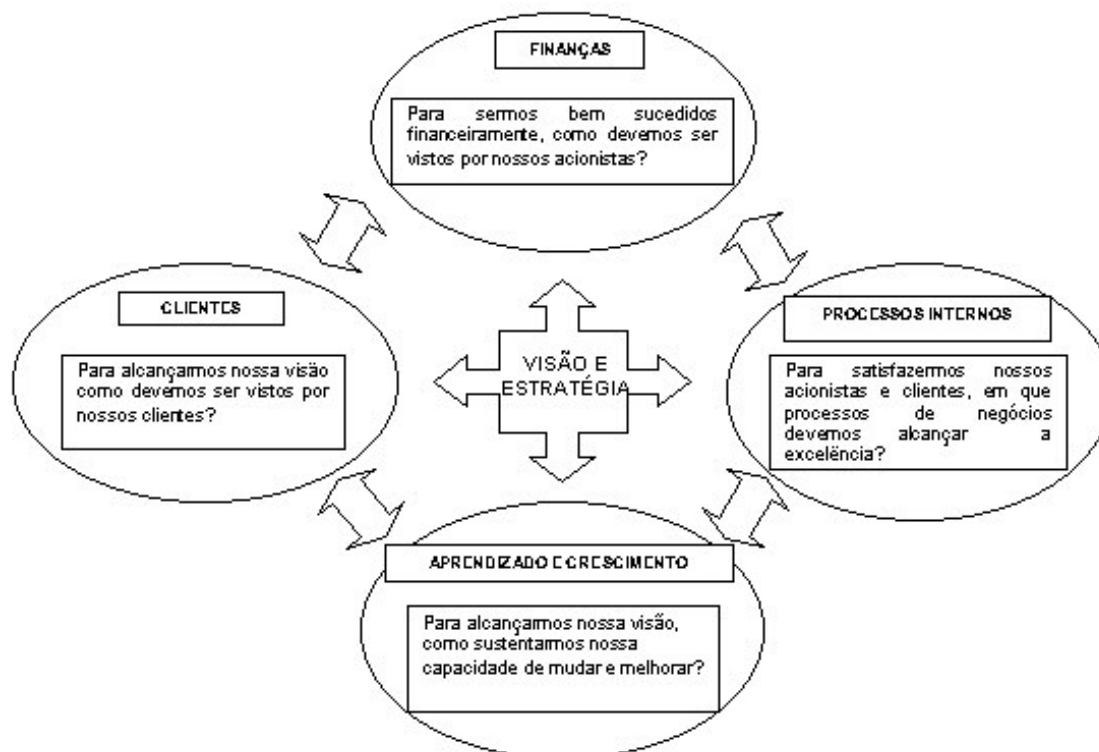 FINANÇAS
Para sermos bem sucedidos
financeiramente, como devemos ser
vistos por nossos acionistas?
CLIENTES
Para alcançarmos nossa visão
como devemos ser vistos por
nossos clientes?
VISÃO E
ESTRATÉGIA
PROCESSOS INTERNOS
Para satisfazermos nossos
acionistas e clientes, em que
processos de negócios
devemos alcançar a
excelência?
APRENDIZADO E CRESCIMENTO
Para alcançarmos nossa visão,
como sustentarmos nossa
capacidade de mudar e melhorar?